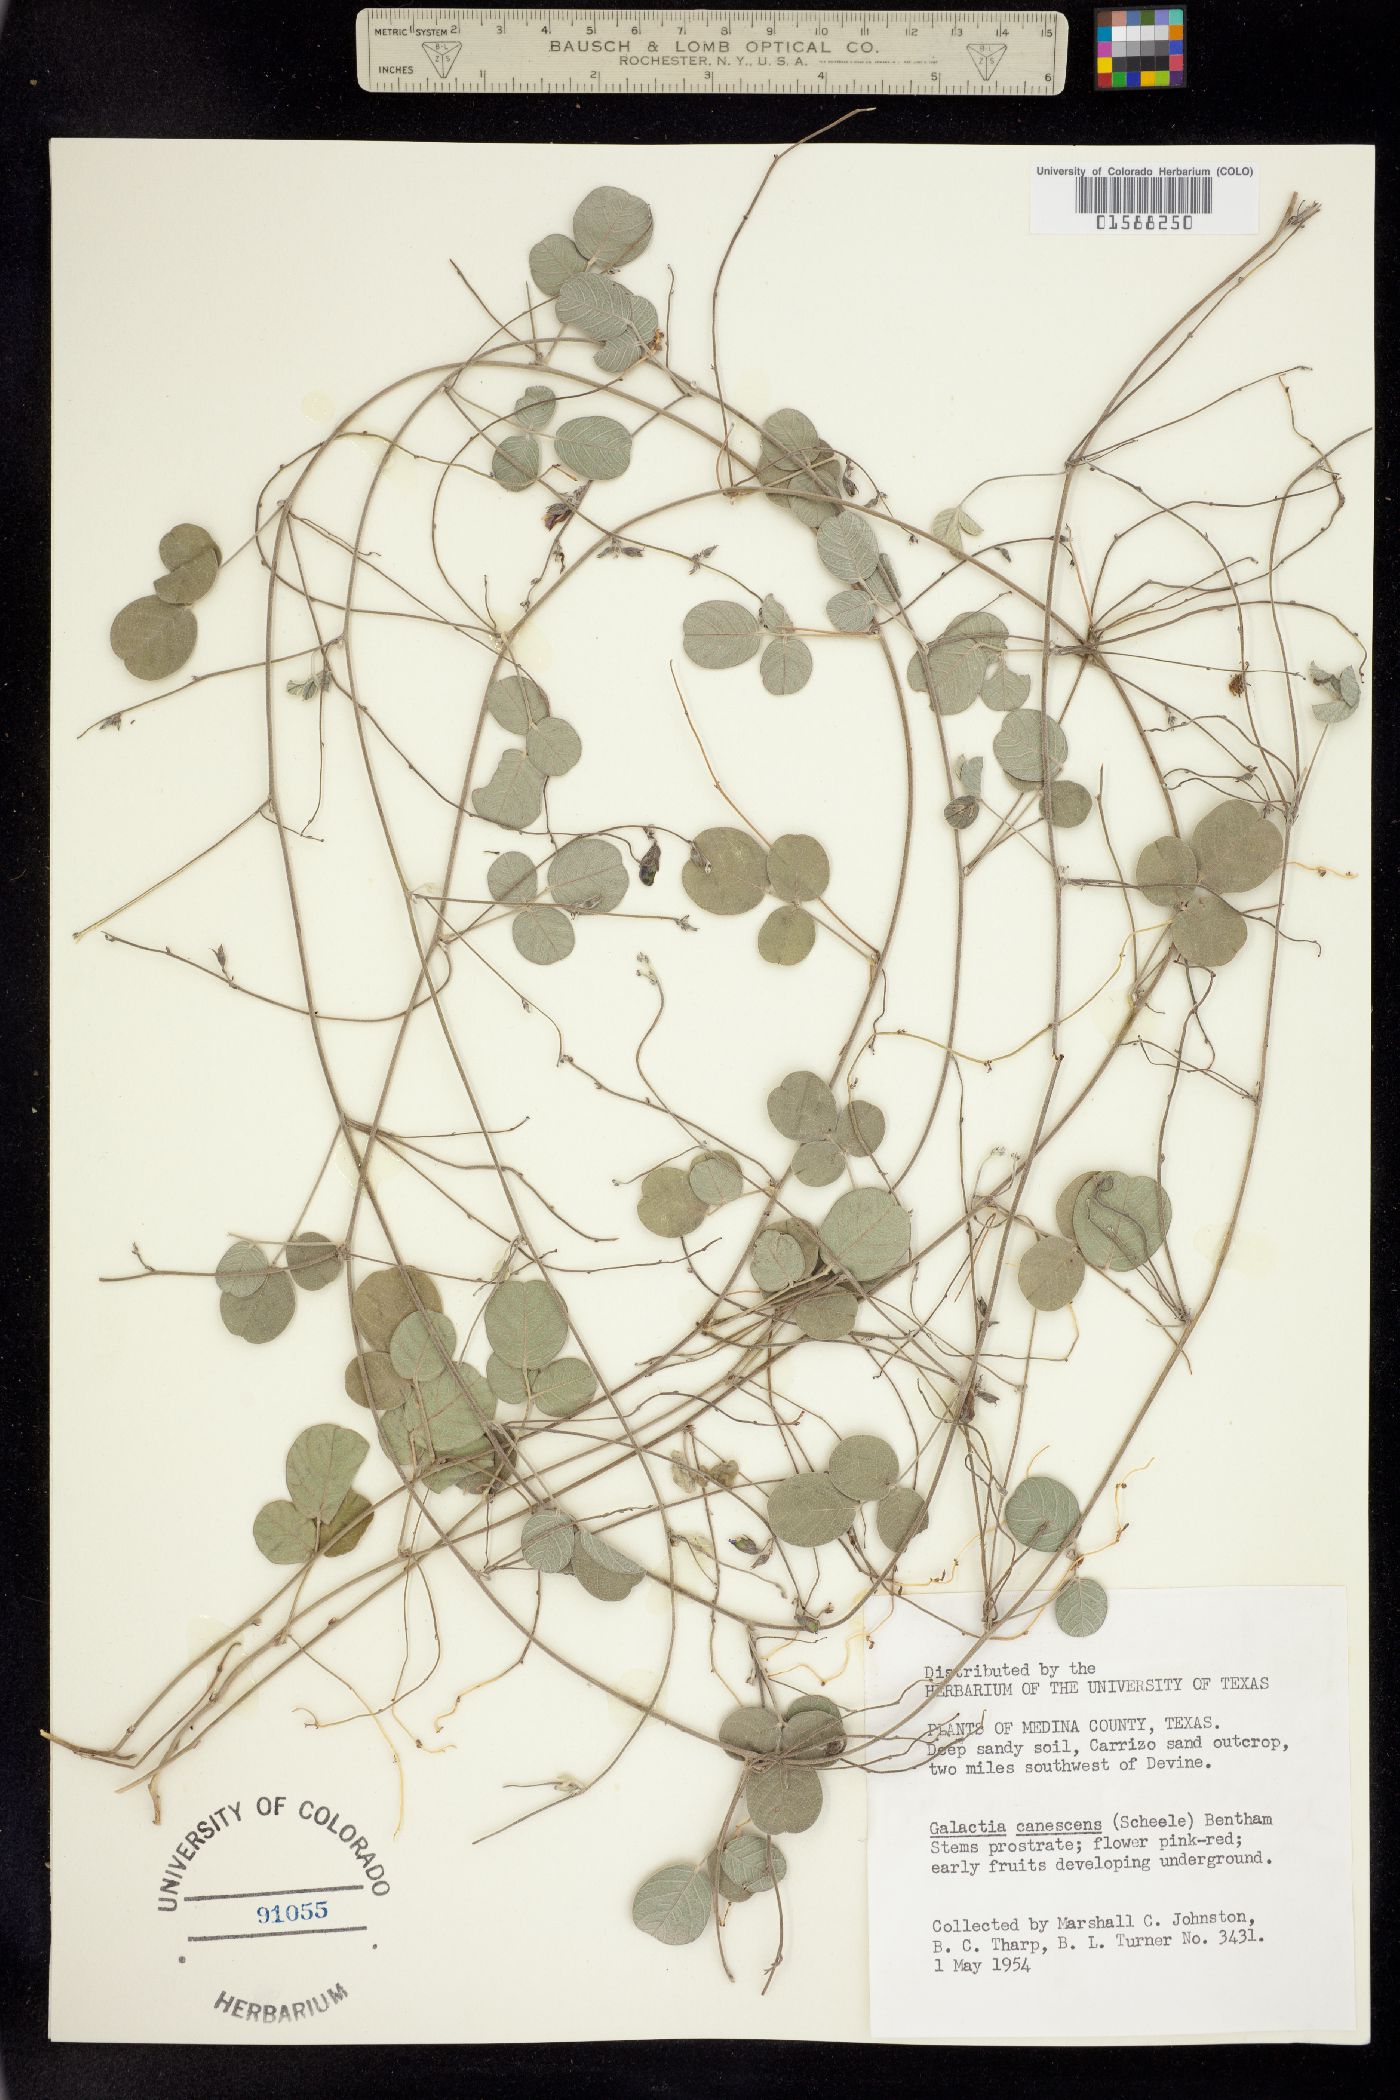 METRIC SYSTEM 1 2 3 4 5 6 7 8 9 10 11 12 13 14 15
BAUSCH & LOMB OPTICAL CO.
ROCHESTER, N. Y., U. S. A.
INCHES 1 2 3 4 5 6
B L
Z S
B L
Z S
University of Colorado Herbarium (COLO)
01568250
Distributed by the
HERBARIUM OF THE UNIVERSITY OF TEXAS
PLANTS OF MEDINA COUNTY, TEXAS.
Deep sandy soil, Carrizo sand outcrop,
two miles southwest of Devine.
Galactia canescens (Scheele) Bentham
Stems prostrate; flower pink-red;
early fruits developing underground.
Collected by Marshall C. Johnston,
B. C. Tharp, B. L. Turner No. 3431.
1 May 1954
UNIVERSITY OF COLORADO
91055
HERBARIUM